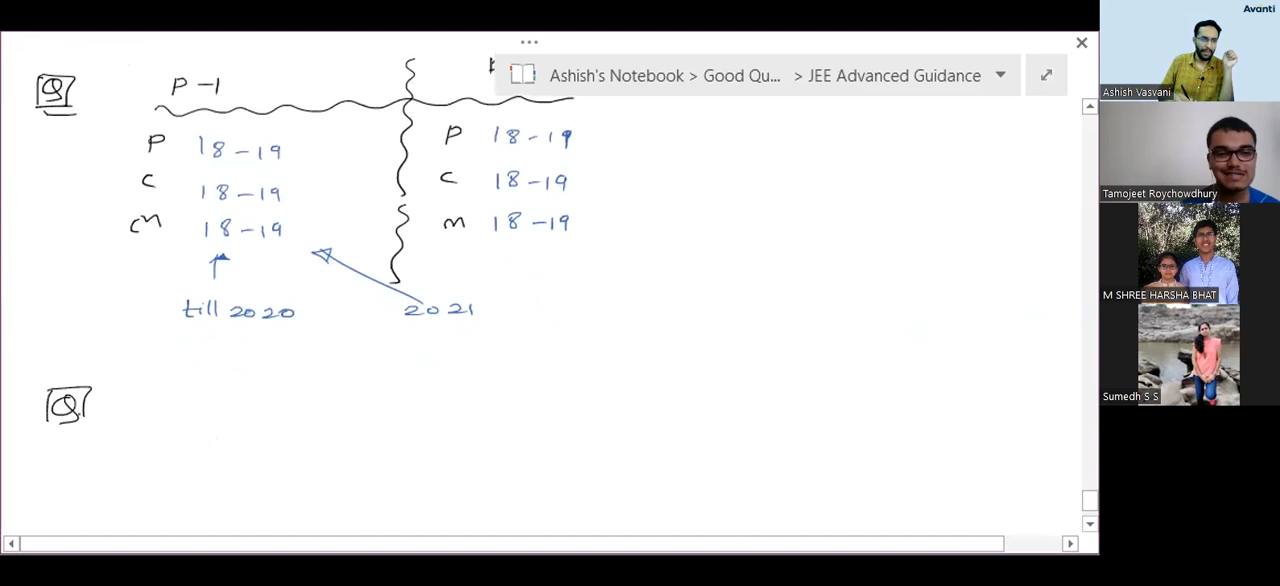 Avanti
Ashish's Notebook > Good Qu... > JEE Advanced Guidance
Q
P-1
P 18-19 P 18-19
C 18-19 C 18-19
M 18-19 M 18-19
till 2020 2021
Q
Ashish Vasvani
Tamojeet Roychowdhury
M SHREE HARSHA BHAT
Sumedh S S